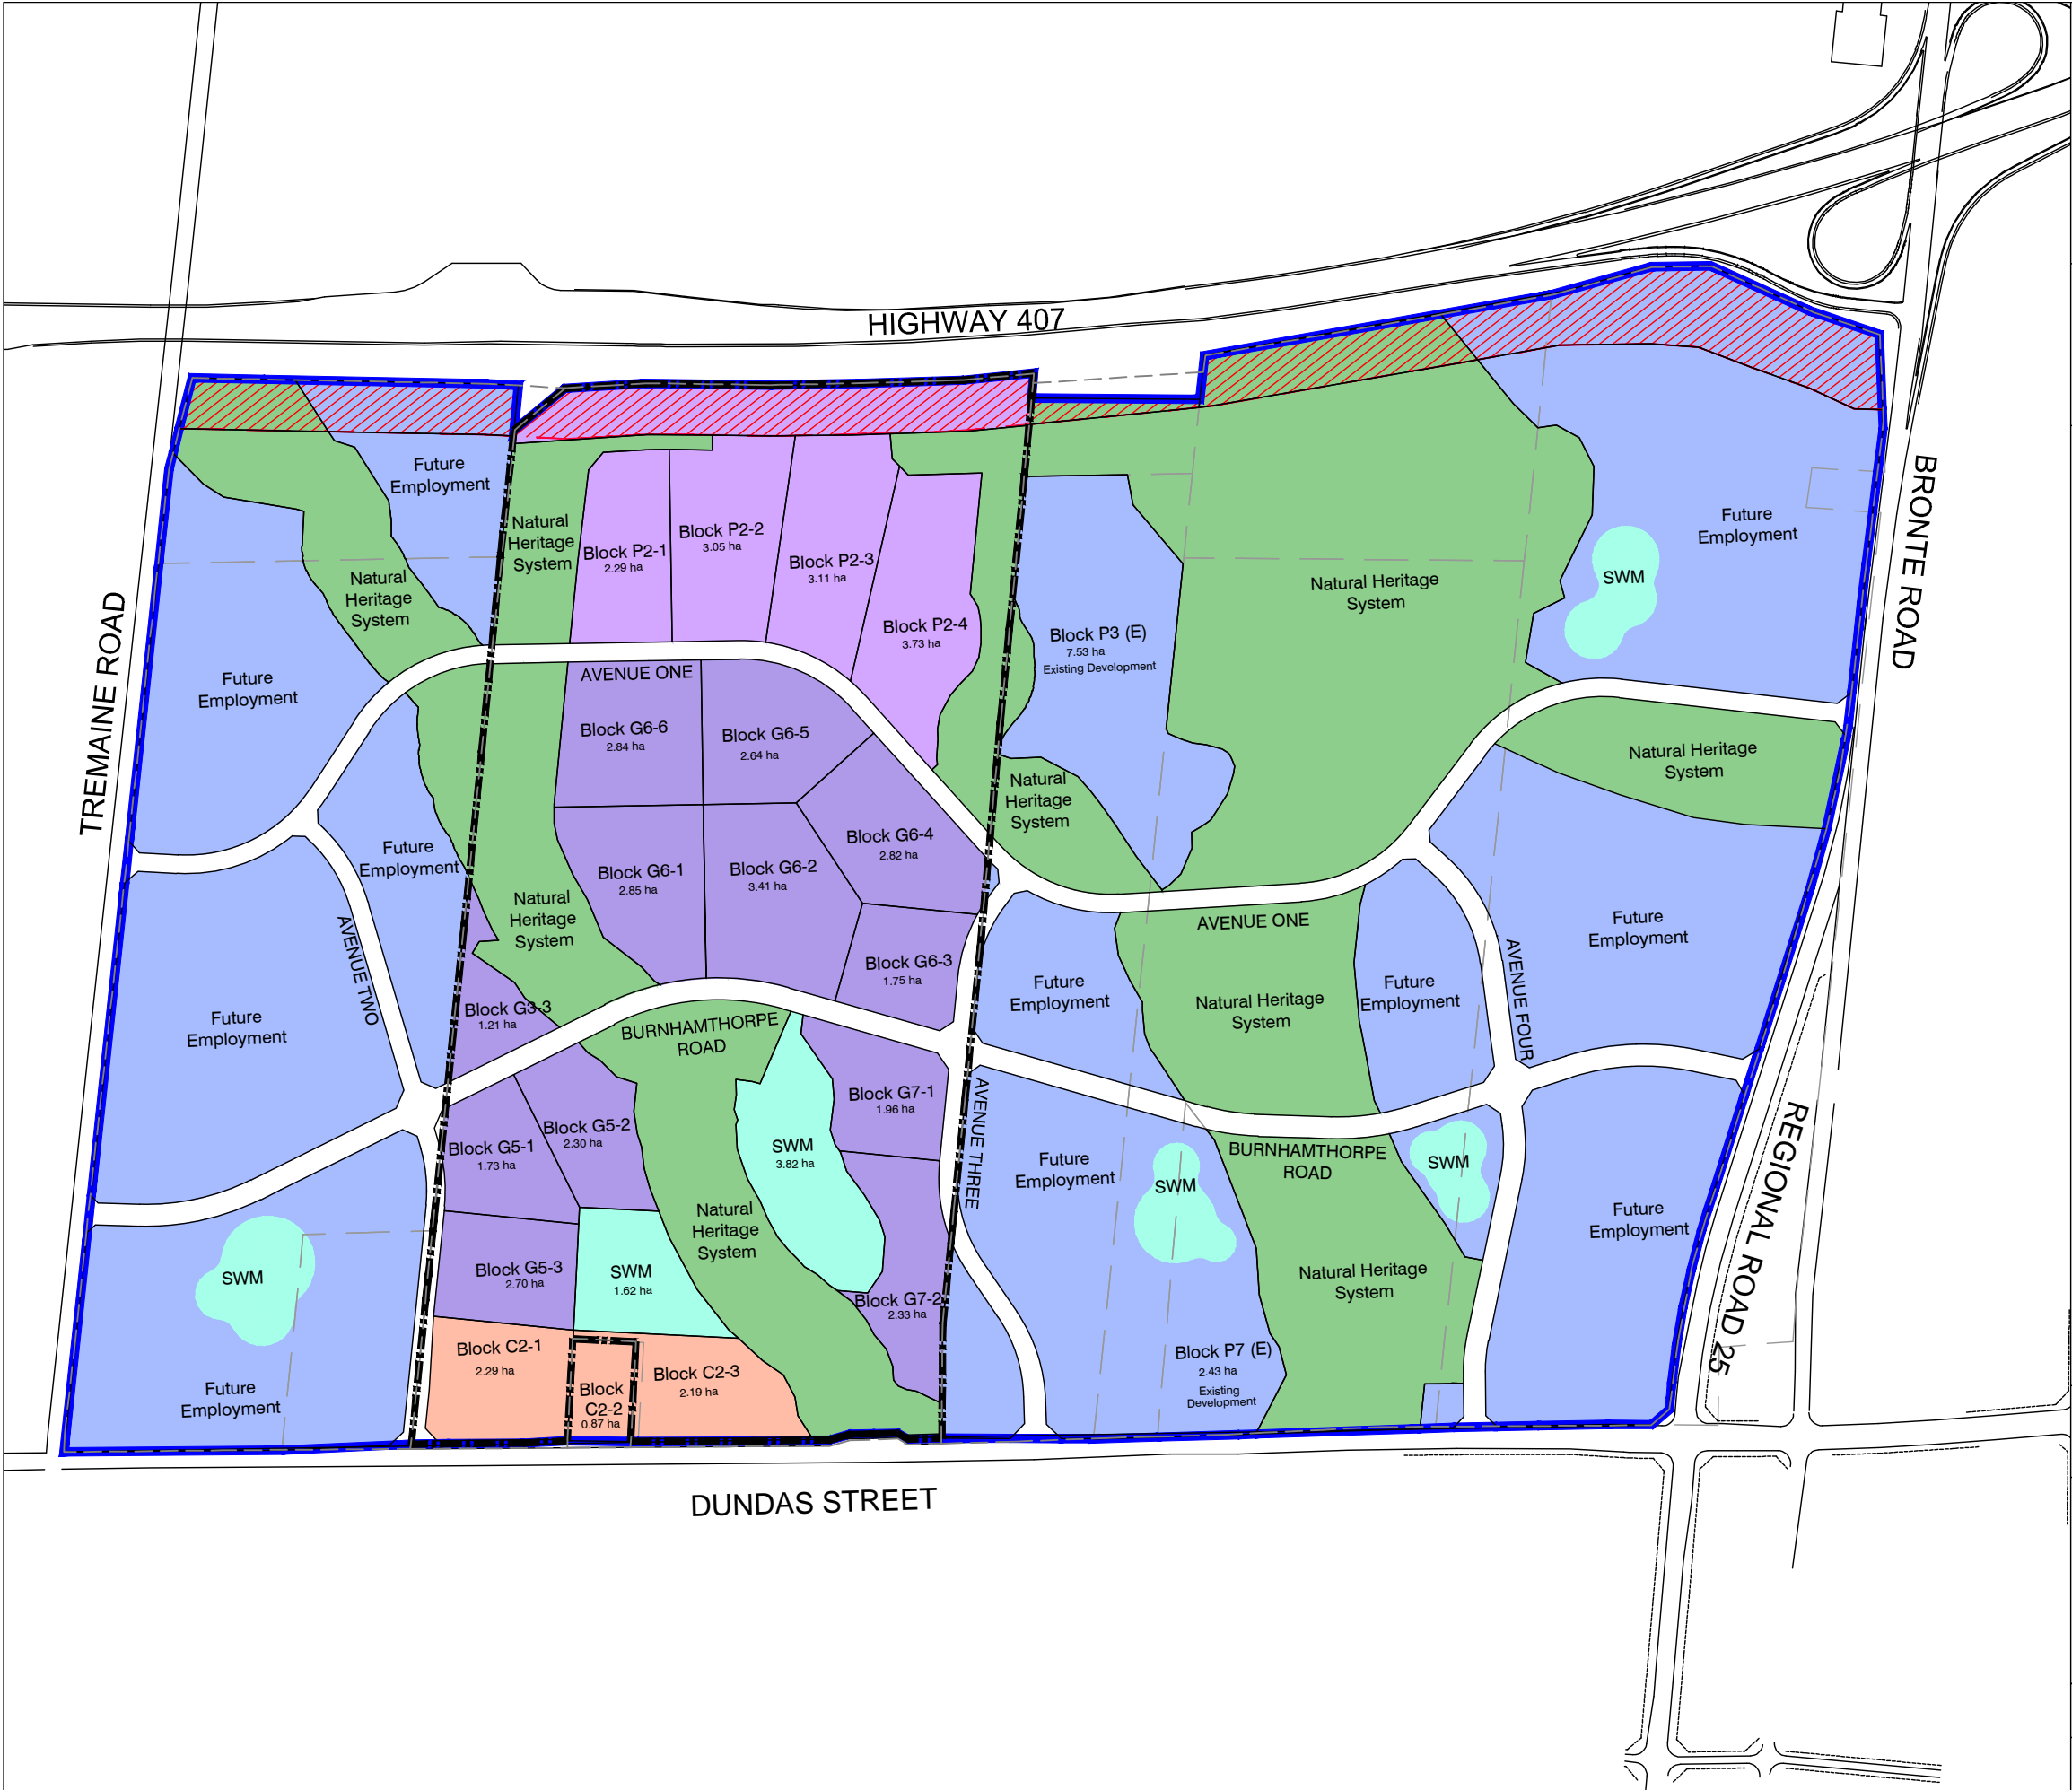 HIGHWAY 407
TREMAINE ROAD
BRONTE ROAD
REGIONAL ROAD 25
DUNDAS STREET
Future
Employment
Natural
Heritage
System
Natural
Heritage
System
Future
Employment
Block P2-1
2.29 ha
Block P2-2
3.05 ha
Block P2-3
3.11 ha
Block P2-4
3.73 ha
Block P3 (E)
7.53 ha
Existing Development
Natural Heritage
System
Future
Employment
SWM
AVENUE ONE
Block G6-6
2.84 ha
Block G6-5
2.64 ha
Natural
Heritage
System
Natural Heritage
System
Future
Employment
Block G6-1
2.85 ha
Block G6-2
3.41 ha
Block G6-4
2.82 ha
Natural
Heritage
System
AVENUE TWO
Block G6-3
1.75 ha
AVENUE ONE
Future
Employment
Natural Heritage
System
Future
Employment
AVENUE FOUR
Future
Employment
Future
Employment
Block G3-3
1.21 ha
BURNHAMTHORPE
ROAD
Block G7-1
1.96 ha
AVENUE THREE
Block G5-1
1.73 ha
Block G5-2
2.30 ha
SWM
3.82 ha
Future
Employment
SWM
BURNHAMTHORPE
ROAD
SWM
Future
Employment
Natural
Heritage
System
SWM
Block G5-3
2.70 ha
SWM
1.62 ha
Block G7-2
2.33 ha
Natural Heritage
System
Future
Employment
Block C2-1
2.29 ha
Block
C2-2
0.87 ha
Block C2-3
2.19 ha
Block P7 (E)
2.43 ha
Existing
Development